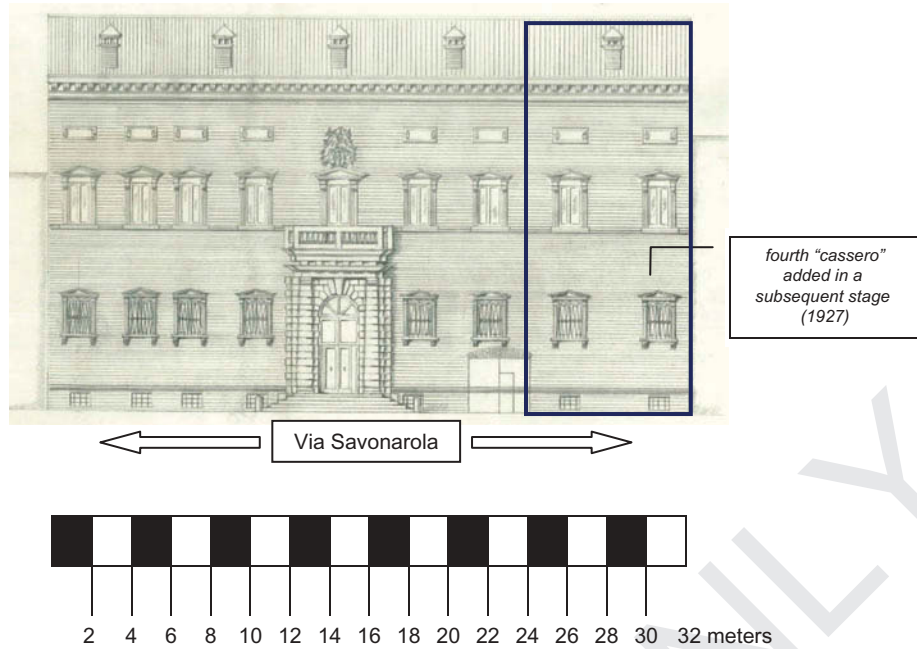 fourth "cassero"
added in a
subsequent stage
(1927)
Via Savonarola
2 4 6 8 10 12 14 16 18 20 22 24 26 28 30 32 meters
NLY